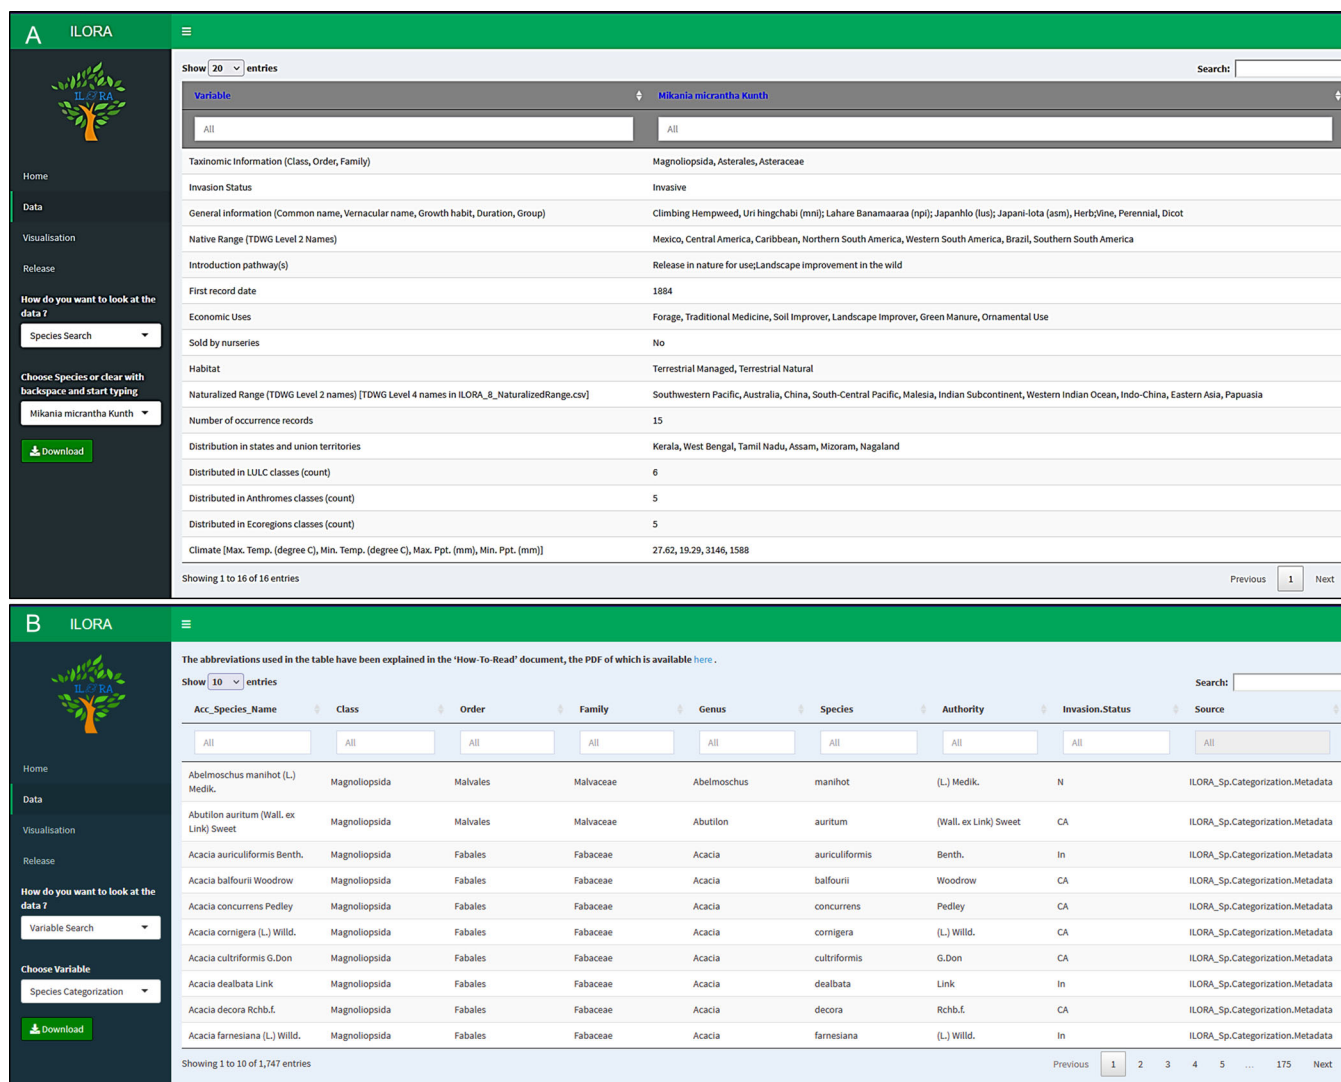 A ILORA
ILORA
Home
Data
Visualisation
Release
How do you want to look at the
data ?
Species Search
Choose Species or clear with
backspace and start typing
Mikania micrantha Kunth
Download
Show 20 entries
Search:
Variable Mikania micrantha Kunth
All All
Taxinomic Information (Class, Order, Family) Magnoliopsida, Asterales, Asteraceae
Invasion Status Invasive
General information (Common name, Vernacular name, Growth habit, Duration, Group) Climbing Hempweed, Uri hingchabi (mni); Lahare Banamaaraa (npi); Japanhlo (lus); Japani-lota (asm), Herb;Vine, Perennial, Dicot
Native Range (TDWG Level 2 Names) Mexico, Central America, Caribbean, Northern South America, Western South America, Brazil, Southern South America
Introduction pathway(s) Release in nature for use;Landscape improvement in the wild
First record date 1884
Economic Uses Forage, Traditional Medicine, Soil Improver, Landscape Improver, Green Manure, Ornamental Use
Sold by nurseries No
Habitat Terrestrial Managed, Terrestrial Natural
Naturalized Range (TDWG Level 2 names) [TDWG Level 4 names in ILORA_8_NaturalizedRange.csv] Southwestern Pacific, Australia, China, South-Central Pacific, Malesia, Indian Subcontinent, Western Indian Ocean, Indo-China, Eastern Asia, Papuasia
Number of occurrence records 15
Distribution in states and union territories Kerala, West Bengal, Tamil Nadu, Assam, Mizoram, Nagaland
Distributed in LULC classes (count) 6
Distributed in Anthromes classes (count) 5
Distributed in Ecoregions classes (count) 5
Climate [Max. Temp. (degree C), Min. Temp. (degree C), Max. Ppt. (mm), Min. Ppt. (mm)] 27.62, 19.29, 3146, 1588
Showing 1 to 16 of 16 entries
Previous 1 Next
B ILORA
ILORA
Home
Data
Visualisation
Release
How do you want to look at the
data ?
Variable Search
Choose Variable
Species Categorization
Download
The abbreviations used in the table have been explained in the ‘How-To-Read’ document, the PDF of which is available here .
Show 10 entries
Search:
Acc_Species_Name Class Order Family Genus Species Authority Invasion.Status Source
All All All All All All All All All
Abelmoschus manihot (L.)
Medik. Magnoliopsida Malvales Malvaceae Abelmoschus manihot (L.) Medik. N ILORA_Sp.Categorization.Metadata
Abutilon auritum (Wall. ex
Link) Sweet Magnoliopsida Malvales Malvaceae Abutilon auritum (Wall. ex Link) Sweet CA ILORA_Sp.Categorization.Metadata
Acacia auriculiformis Benth. Magnoliopsida Fabales Fabaceae Acacia auriculiformis Benth. In ILORA_Sp.Categorization.Metadata
Acacia balfourii Woodrow Magnoliopsida Fabales Fabaceae Acacia balfourii Woodrow CA ILORA_Sp.Categorization.Metadata
Acacia concurrens Pedley Magnoliopsida Fabales Fabaceae Acacia concurrens Pedley CA ILORA_Sp.Categorization.Metadata
Acacia cornigera (L.) Willd. Magnoliopsida Fabales Fabaceae Acacia cornigera (L.) Willd. CA ILORA_Sp.Categorization.Metadata
Acacia cultriformis G.Don Magnoliopsida Fabales Fabaceae Acacia cultriformis G.Don CA ILORA_Sp.Categorization.Metadata
Acacia dealbata Link Magnoliopsida Fabales Fabaceae Acacia dealbata Link In ILORA_Sp.Categorization.Metadata
Acacia decora Rchb.f. Magnoliopsida Fabales Fabaceae Acacia decora Rchb.f. CA ILORA_Sp.Categorization.Metadata
Acacia farnesiana (L.) Willd. Magnoliopsida Fabales Fabaceae Acacia farnesiana (L.) Willd. In ILORA_Sp.Categorization.Metadata
Showing 1 to 10 of 1,747 entries
Previous 1 2 3 4 5 ... 175 Next